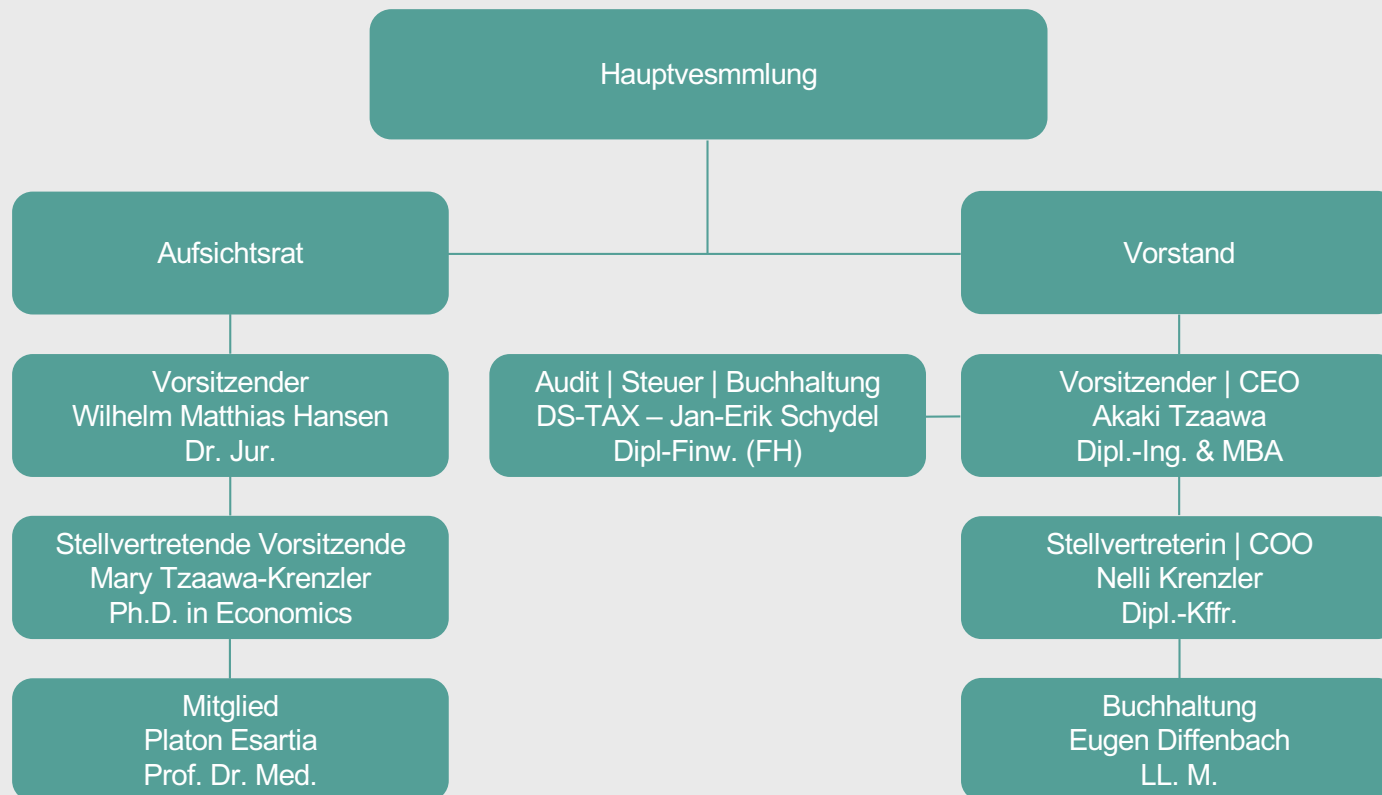 Hauptvesmmlung
Aufsichtsrat
Vorstand
Vorsitzender
Wilhelm Matthias Hansen
Dr. Jur.
Audit | Steuer | Buchhaltung
DS-TAX – Jan-Erik Schydel
Dipl-Finw. (FH)
Vorsitzender | CEO
Akaki Tzaawa
Dipl.-Ing. & MBA
Stellvertretende Vorsitzende
Mary Tzaawa-Krenzler
Ph.D. in Economics
Stellvertreterin | COO
Nelli Krenzler
Dipl.-Kffr.
Mitglied
Platon Esartia
Prof. Dr. Med.
Buchhaltung
Eugen Diffenbach
LL. M.